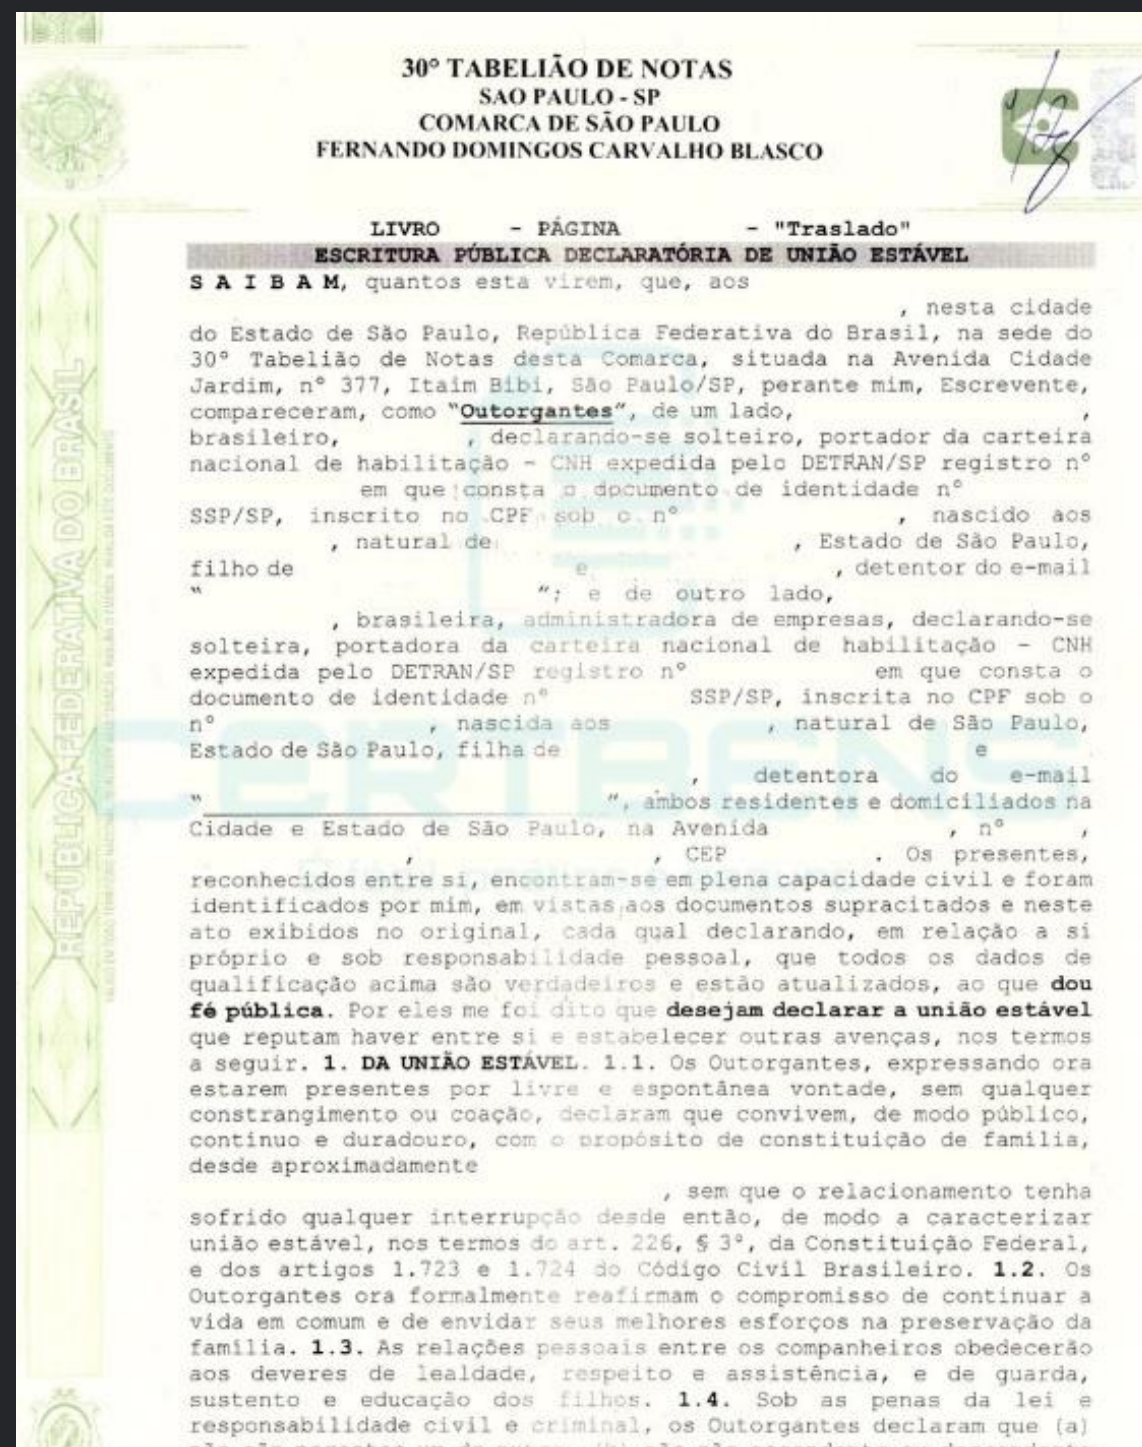 30º TABELIÃO DE NOTAS
SAO PAULO - SP
COMARCA DE SÃO PAULO
FERNANDO DOMINGOS CARVALHO BLASCO
LIVRO - PÁGINA - "Traslado"
ESCRITURA PÚBLICA DECLARATÓRIA DE UNIÃO ESTÁVEL
S A I B A M, quantos esta virem, que, aos
, nesta cidade
do Estado de São Paulo, República Federativa do Brasil, na sede do
30º Tabelião de Notas desta Comarca, situada na Avenida Cidade
Jardim, nº 377, Itaim Bibi, São Paulo/SP, perante mim, Escrevente,
compareceram, como "Outorgantes", de um lado, ,
brasileiro, , declarando-se solteiro, portador da carteira
nacional de habilitação - CNH expedida pelo DETRAN/SP registro nº
em que consta o documento de identidade nº
SSP/SP, inscrito no CPF sob o nº , nascido aos
, natural de , Estado de São Paulo,
filho de e , detentor do e-mail
" "; e de outro lado,
, brasileira, administradora de empresas, declarando-se
solteira, portadora da carteira nacional de habilitação - CNH
expedida pelo DETRAN/SP registro nº em que consta o
documento de identidade nº SSP/SP, inscrita no CPF sob o
nº , nascida aos , natural de São Paulo,
Estado de São Paulo, filha de e
, detentora do e-mail
" ", ambos residentes e domiciliados na
Cidade e Estado de São Paulo, na Avenida , nº ,
, , CEP . Os presentes,
reconhecidos entre si, encontram-se em plena capacidade civil e foram
identificados por mim, em vistas aos documentos supracitados e neste
ato exibidos no original, cada qual declarando, em relação a si
próprio e sob responsabilidade pessoal, que todos os dados de
qualificação acima são verdadeiros e estão atualizados, ao que dou
fé pública. Por eles me foi dito que desejam declarar a união estável
que reputam haver entre si e estabelecer outras avenças, nos termos
a seguir. 1. DA UNIÃO ESTÁVEL. 1.1. Os Outorgantes, expressando ora
estarem presentes por livre e espontânea vontade, sem qualquer
constrangimento ou coação, declaram que convivem, de modo público,
contínuo e duradouro, com o propósito de constituição de família,
desde aproximadamente
, sem que o relacionamento tenha
sofrido qualquer interrupção desde então, de modo a caracterizar
união estável, nos termos do art. 226, § 3º, da Constituição Federal,
e dos artigos 1.723 e 1.724 do Código Civil Brasileiro. 1.2. Os
Outorgantes ora formalmente reafirmam o compromisso de continuar a
vida em comum e de envidar seus melhores esforços na preservação da
família. 1.3. As relações pessoais entre os companheiros obedecerão
aos deveres de lealdade, respeito e assistência, e de guarda,
sustento e educação dos filhos. 1.4. Sob as penas da lei e
responsabilidade civil e criminal, os Outorgantes declaram que (a)
REPÚBLICA FEDERATIVA DO BRASIL
CERTBENS